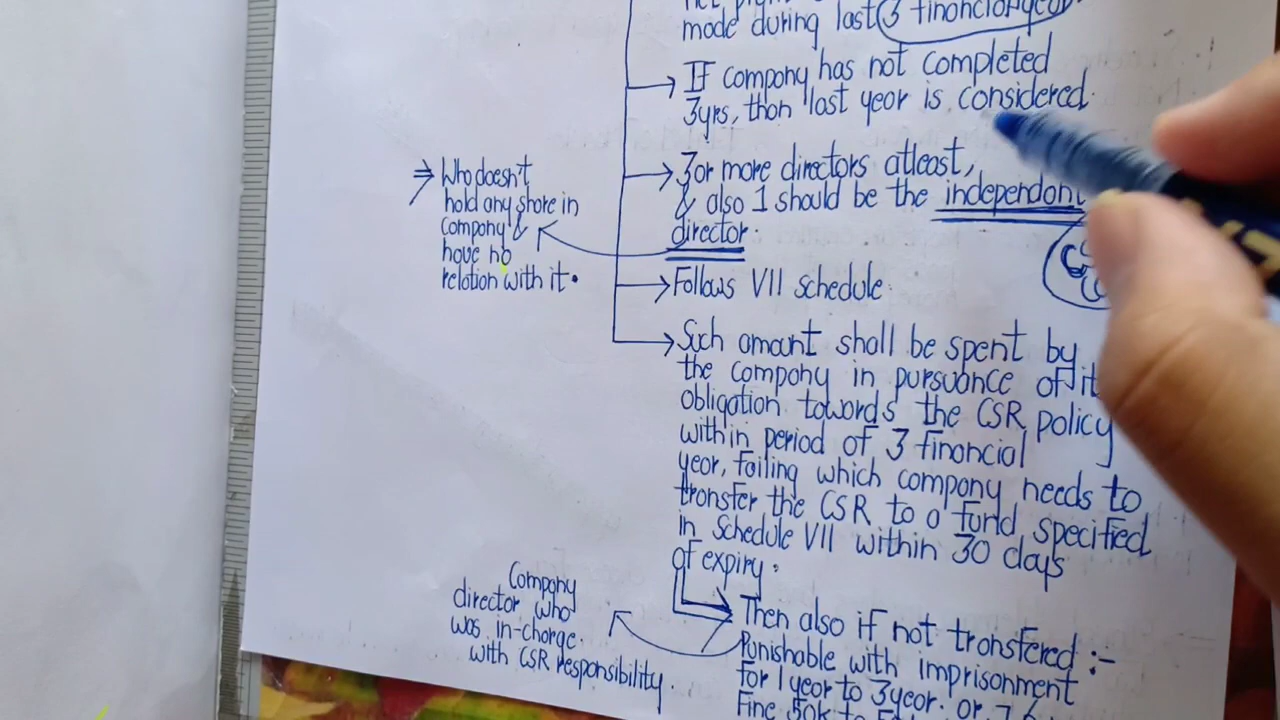 mode during last 3 financial year
→ If company has not completed
3yrs, than last year is considered.
→ 3 or more directors atleast,
& also 1 should be the independent
director.
⇒ Who doesn't
hold any share in
company &
have no
relation with it.
→ Follows VII schedule
→ Such amount shall be spent by
the company in pursuance of it
obligation towards the CSR policy
within period of 3 financial
year, failing which company needs to
transfer the CSR to a fund specified
in Schedule VII within 30 days
of expiry.
Then also if not transfered :-
Punishable with imprisonment
for 1 year to 3 year. or
Fine 50k to
Company
director who
was in-charge
with CSR responsibility.